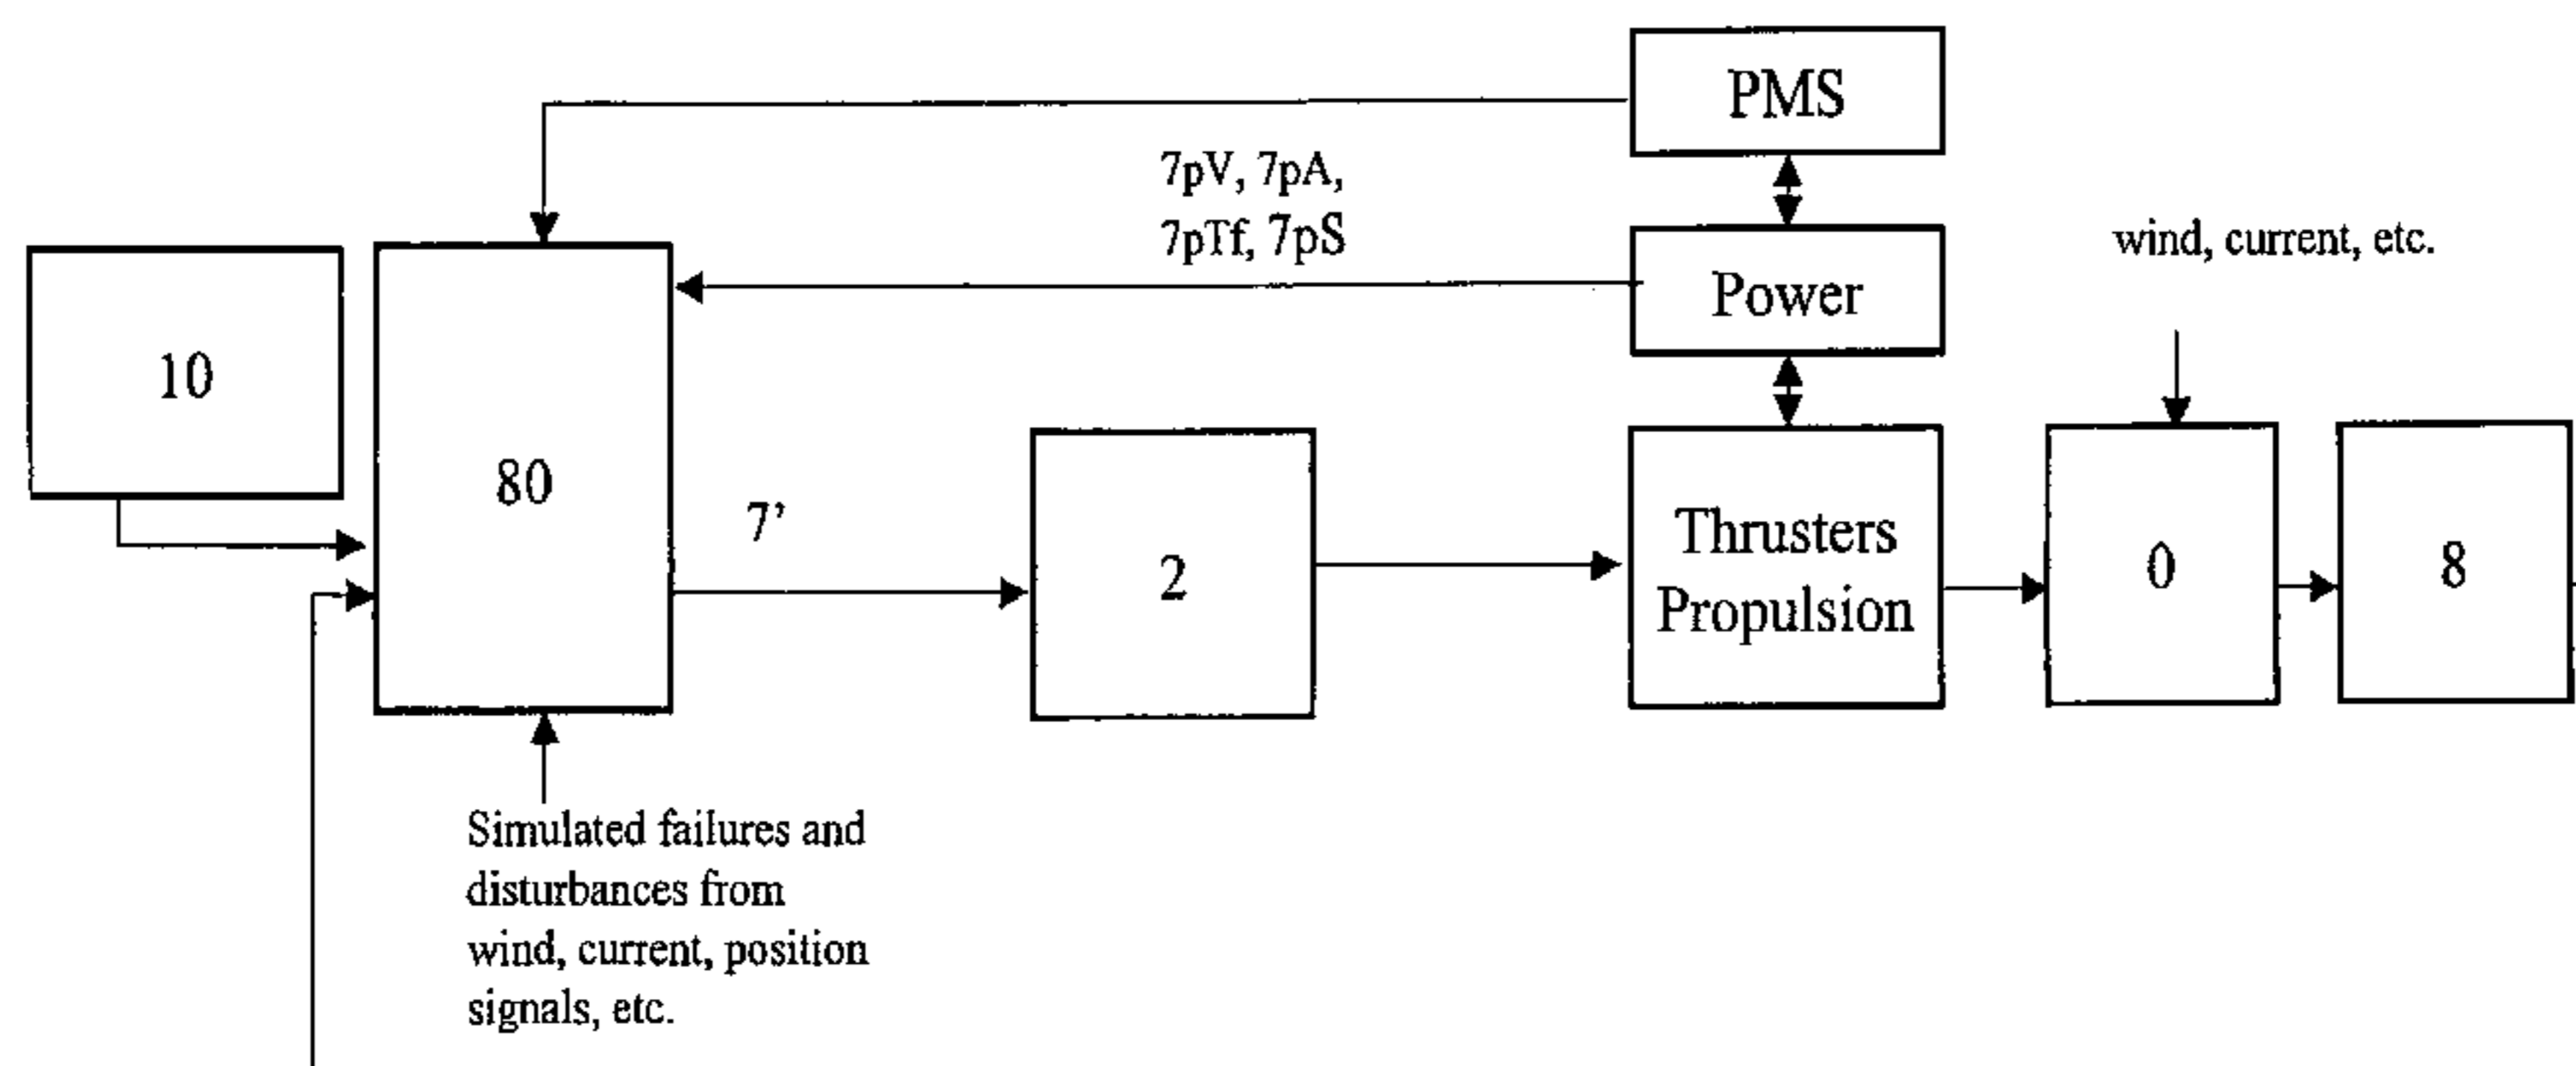 PMS
7pV, 7pA,
7pTf, 7pS
Power
wind, current, etc.
10
80
7’
2
Thrusters
Propulsion
0
8
Simulated failures and
disturbances from
wind, current, position
signals, etc.